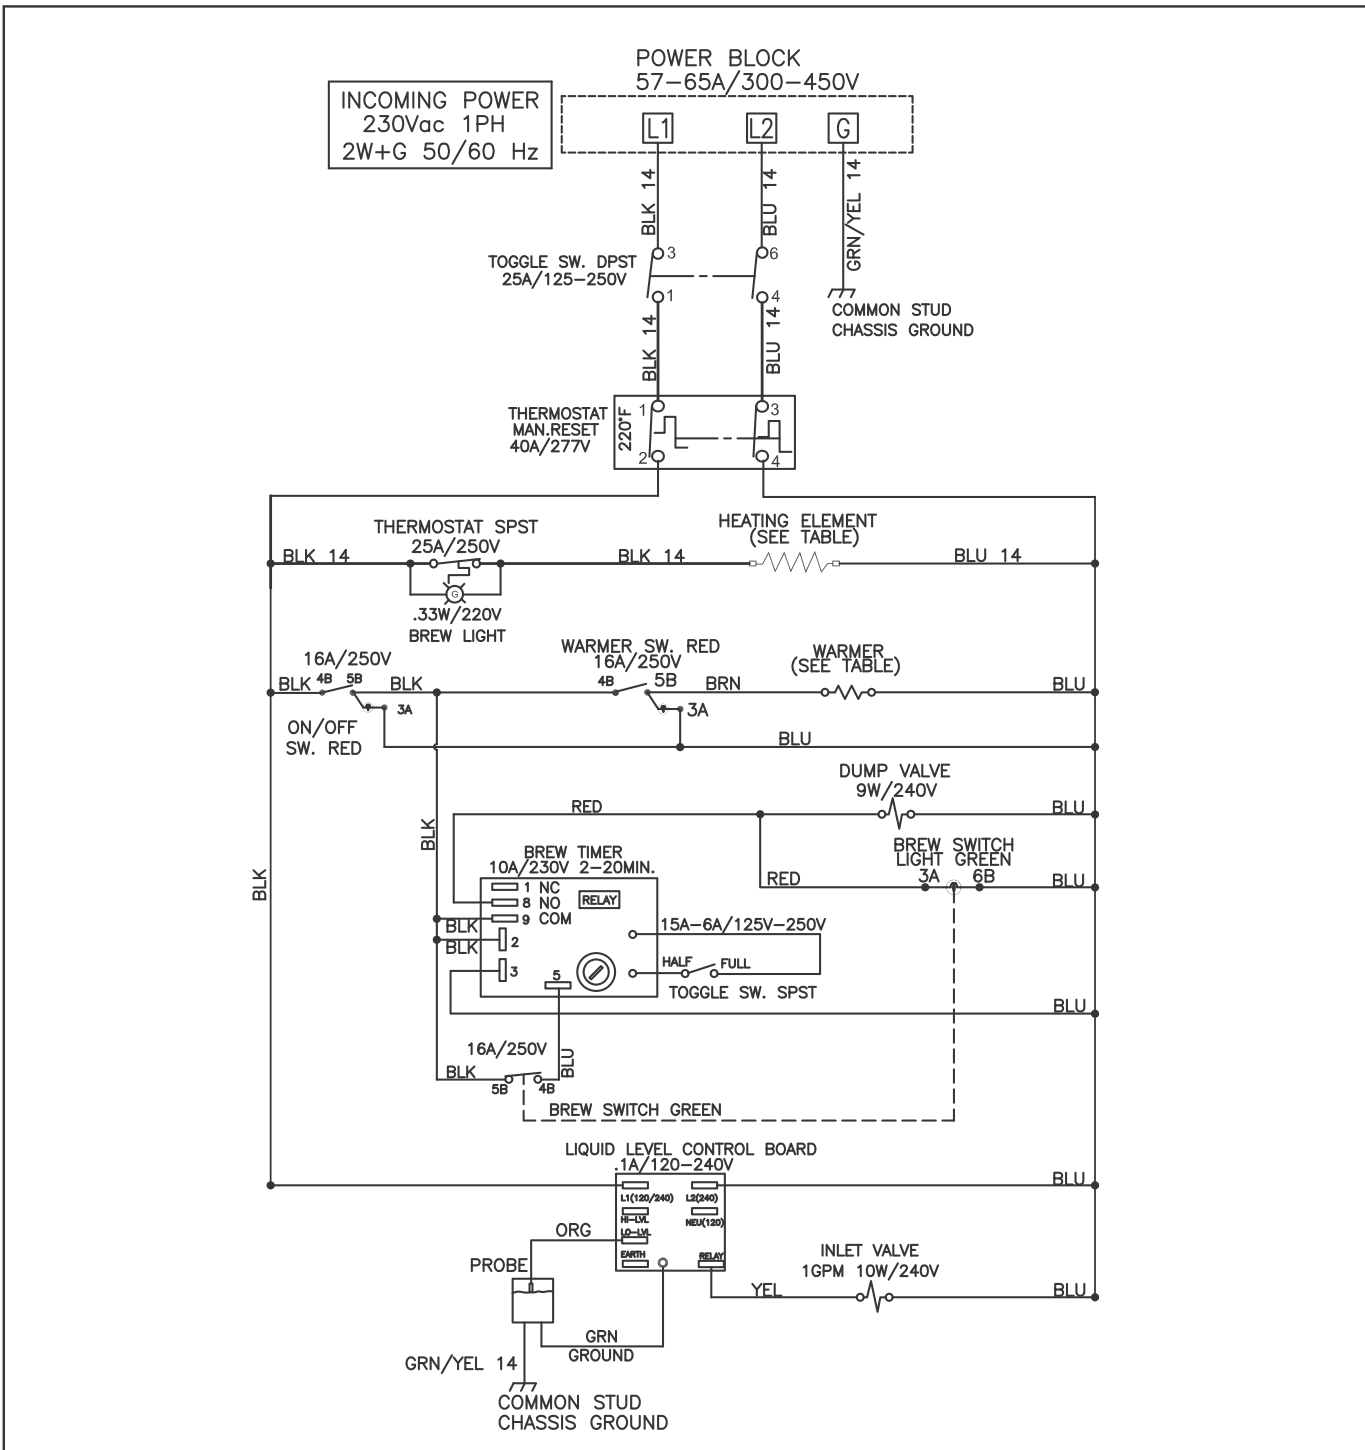 POWER BLOCK
57-65A/300-450V
INCOMING POWER
230Vac 1PH
2W+G 50/60 Hz
L1
L2
G
BLK 14
BLU 14
GRN/YEL 14
TOGGLE SW. DPST
25A/125-250V
3
6
1
4
COMMON STUD
CHASSIS GROUND
BLK 14
BLU 14
THERMOSTAT
MAN.RESET
40A/277V
220°F
1
3
2
4
THERMOSTAT SPST
25A/250V
HEATING ELEMENT
(SEE TABLE)
BLK 14
BLK 14
BLU 14
G
.33W/220V
BREW LIGHT
16A/250V
WARMER SW. RED
16A/250V
WARMER
(SEE TABLE)
BLK
4B
5B
BLK
4B
5B
BRN
BLU
3A
3A
ON/OFF
SW. RED
BLU
DUMP VALVE
9W/240V
RED
BLU
BLK
BREW SWITCH
LIGHT GREEN
3A
6B
RED
BLU
BLK
BREW TIMER
10A/230V 2-20MIN.
1 NC
8 NO
RELAY
9 COM
BLK
BLK
2
3
5
15A-6A/125V-250V
HALF
FULL
TOGGLE SW. SPST
BLU
16A/250V
BLU
BLK
5B
4B
BREW SWITCH GREEN
LIQUID LEVEL CONTROL BOARD
.1A/120-240V
BLU
L1(120/240)
L2(240)
HI-LVL
NEU(120)
LO-LVL
ORG
EARTH
RELAY
PROBE
INLET VALVE
1GPM 10W/240V
YEL
BLU
GRN
GROUND
GRN/YEL 14
COMMON STUD
CHASSIS GROUND